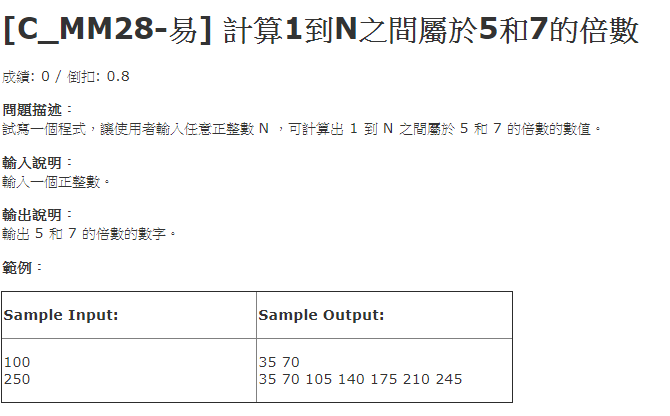 [C_MM28-易] 計算1到N之間屬於5和7的倍數
成績: 0 / 倒扣: 0.8
問題描述：
試寫一個程式，讓使用者輸入任意正整數 N ，可計算出 1 到 N 之間屬於 5 和 7 的倍數的數值。
輸入說明：
輸入一個正整數。
輸出說明：
輸出 5 和 7 的倍數的數字。
範例：
Sample Input: Sample Output:
100 35 70
250 35 70 105 140 175 210 245